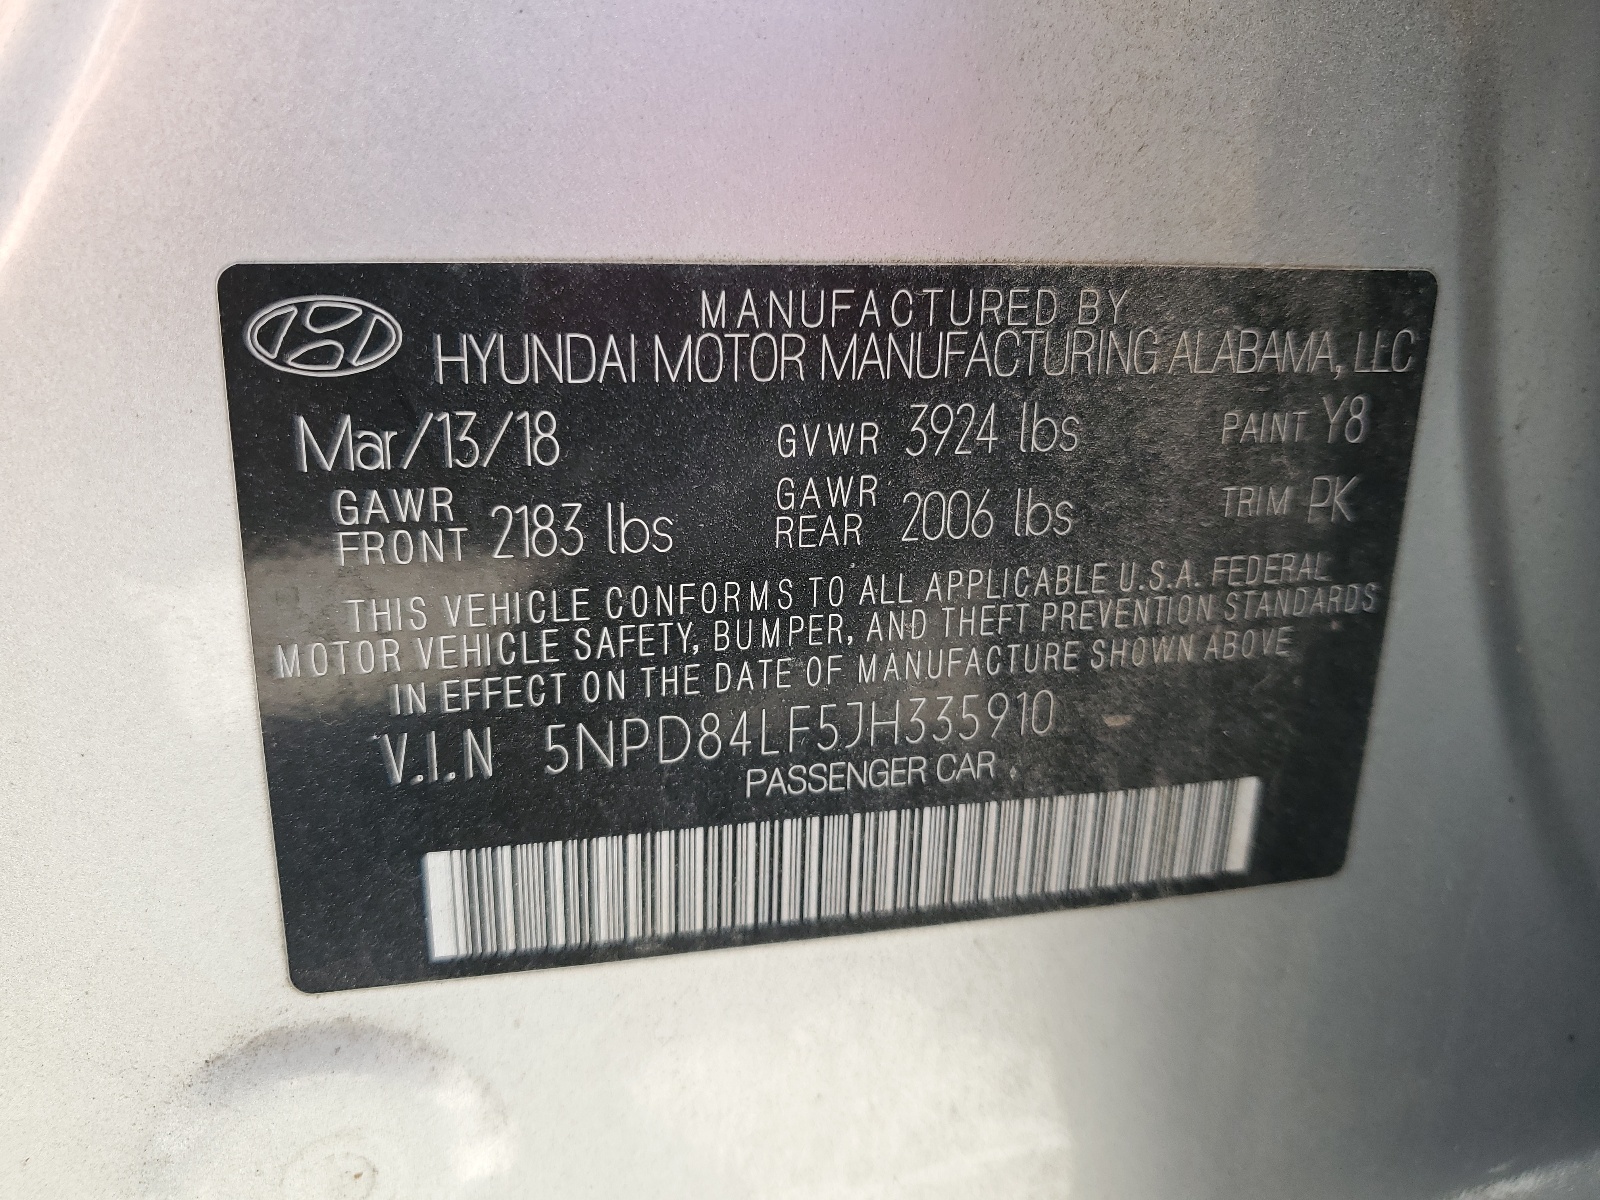 MANUFACTURED BY
HYUNDAI MOTOR MANUFACTURING ALABAMA, LLC
Mar/13/18 GVWR 3924 lbs PAINT Y8
GAWR FRONT 2183 lbs GAWR REAR 2006 lbs TRIM PK
THIS VEHICLE CONFORMS TO ALL APPLICABLE U.S.A. FEDERAL
MOTOR VEHICLE SAFETY, BUMPER, AND THEFT PREVENTION STANDARDS
IN EFFECT ON THE DATE OF MANUFACTURE SHOWN ABOVE
V.I.N 5NPD84LF5JH335910
PASSENGER CAR